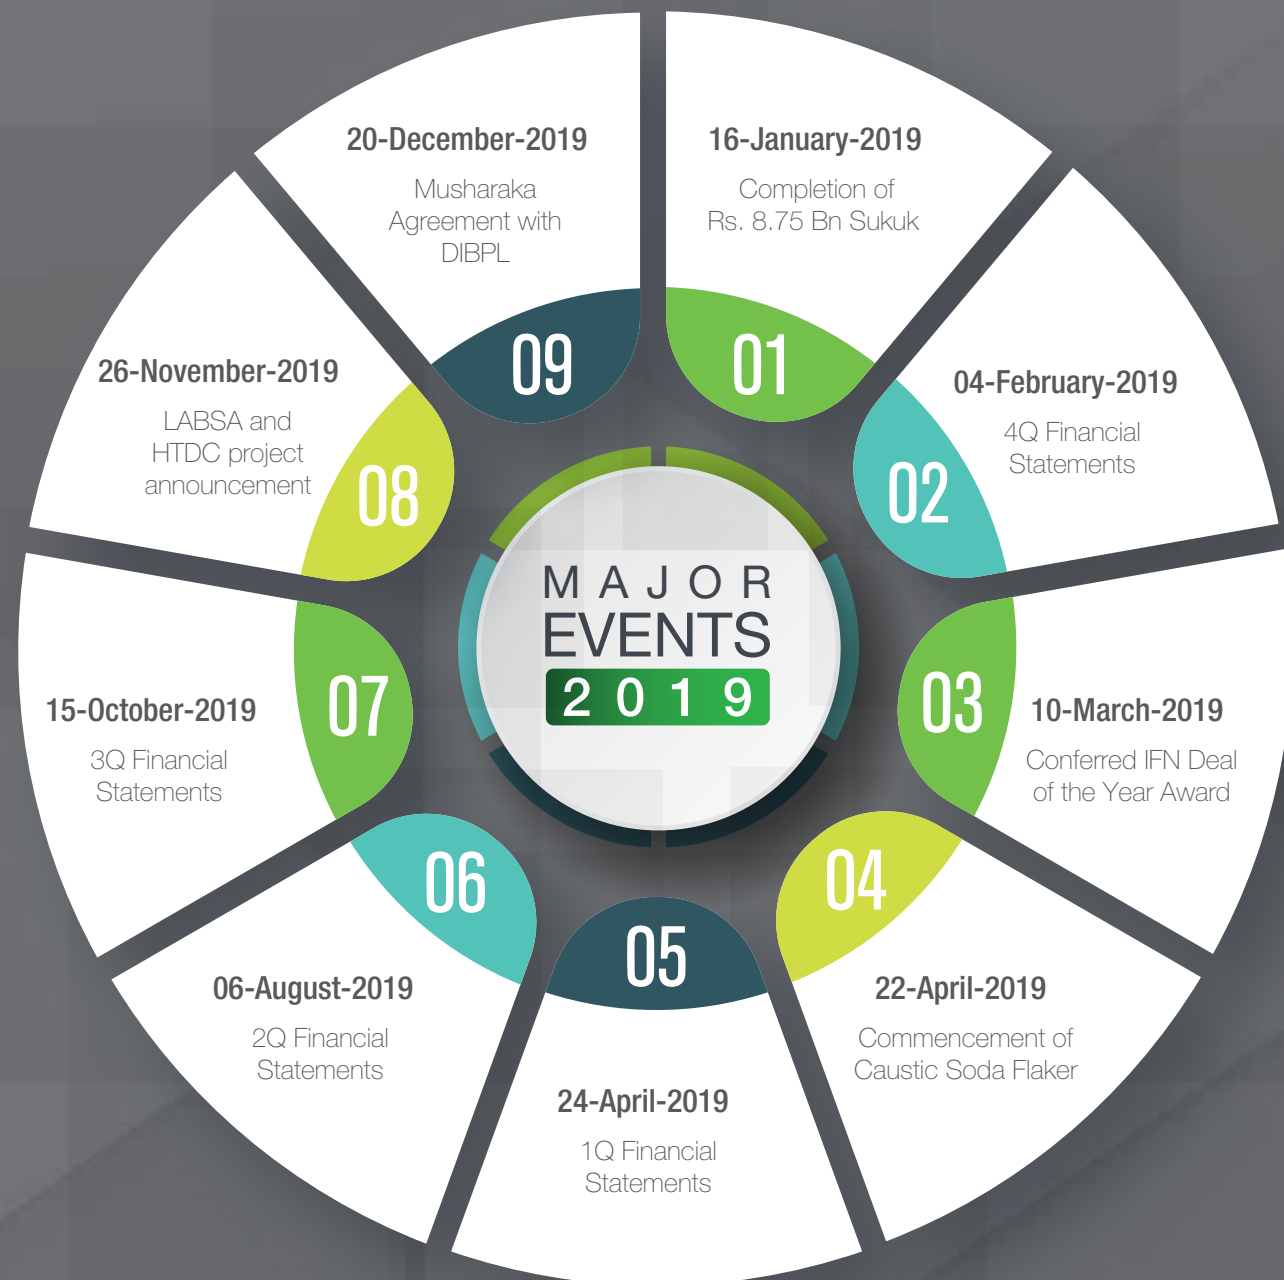 MAJOR
EVENTS
2019
01
16-January-2019
Completion of
Rs. 8.75 Bn Sukuk
02
04-February-2019
4Q Financial
Statements
03
10-March-2019
Conferred IFN Deal
of the Year Award
04
22-April-2019
Commencement of
Caustic Soda Flaker
05
24-April-2019
1Q Financial
Statements
06
06-August-2019
2Q Financial
Statements
07
15-October-2019
3Q Financial
Statements
08
26-November-2019
LABSA and
HTDC project
announcement
09
20-December-2019
Musharaka
Agreement with
DIBPL